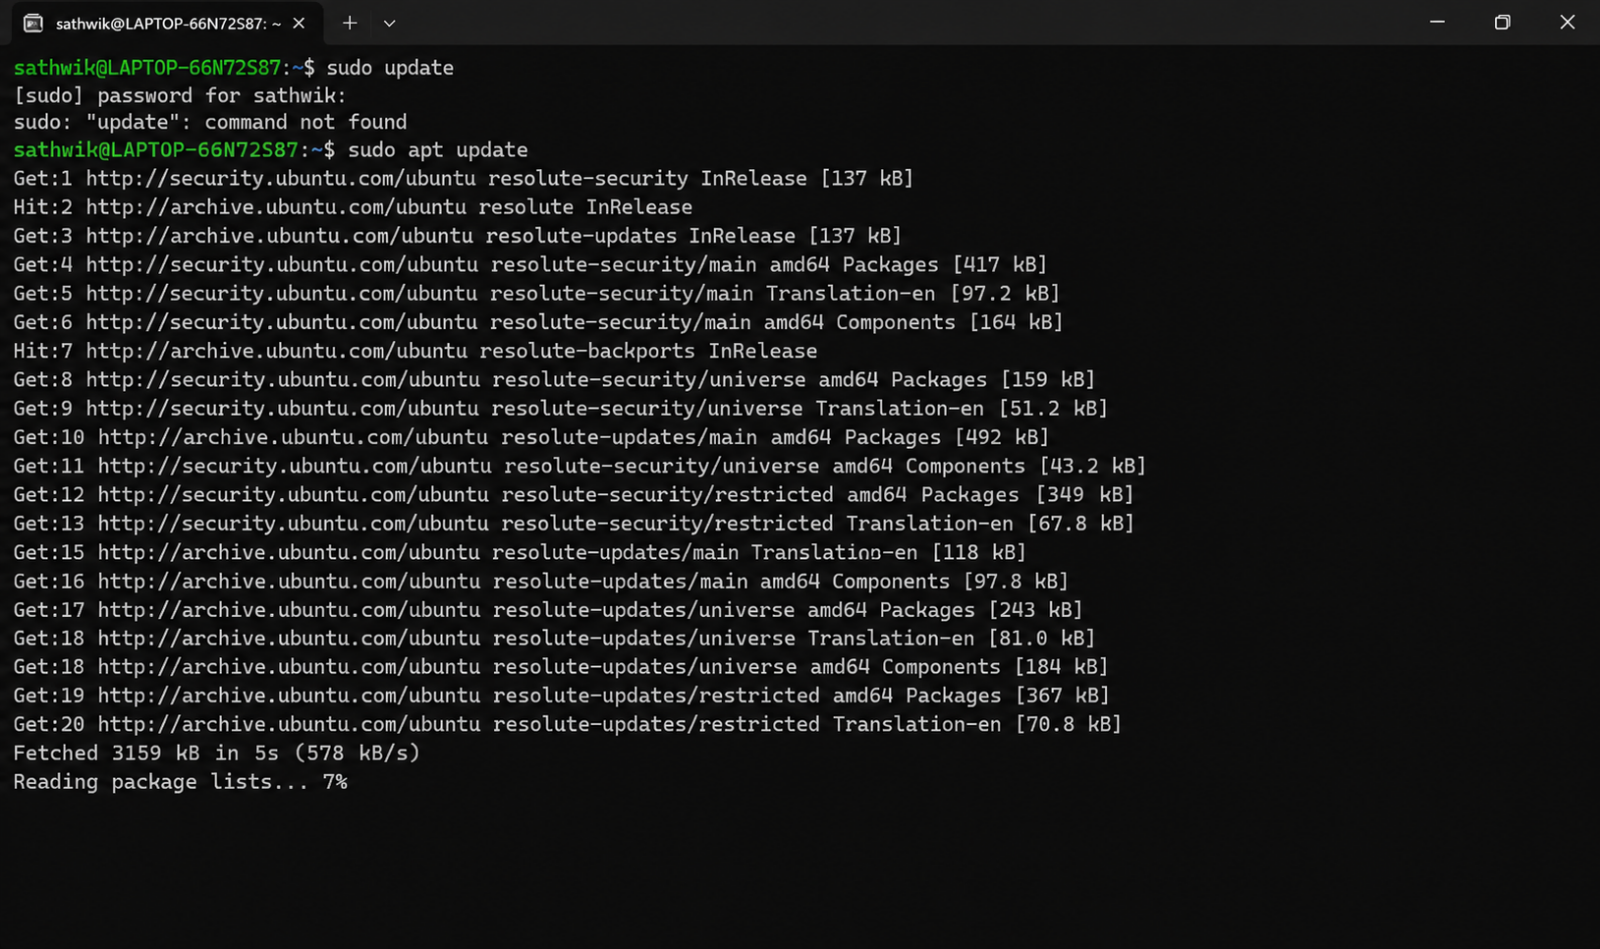 sathwik@LAPTOP-66N72S87: ~
sathwik@LAPTOP-66N72S87:~$ sudo update
[sudo] password for sathwik:
sudo: "update": command not found
sathwik@LAPTOP-66N72S87:~$ sudo apt update
Get:1 http://security.ubuntu.com/ubuntu resolute-security InRelease [137 kB]
Hit:2 http://archive.ubuntu.com/ubuntu resolute InRelease
Get:3 http://archive.ubuntu.com/ubuntu resolute-updates InRelease [137 kB]
Get:4 http://security.ubuntu.com/ubuntu resolute-security/main amd64 Packages [417 kB]
Get:5 http://security.ubuntu.com/ubuntu resolute-security/main Translation-en [97.2 kB]
Get:6 http://security.ubuntu.com/ubuntu resolute-security/main amd64 Components [164 kB]
Hit:7 http://archive.ubuntu.com/ubuntu resolute-backports InRelease
Get:8 http://security.ubuntu.com/ubuntu resolute-security/universe amd64 Packages [159 kB]
Get:9 http://security.ubuntu.com/ubuntu resolute-security/universe Translation-en [51.2 kB]
Get:10 http://archive.ubuntu.com/ubuntu resolute-updates/main amd64 Packages [492 kB]
Get:11 http://security.ubuntu.com/ubuntu resolute-security/universe amd64 Components [43.2 kB]
Get:12 http://security.ubuntu.com/ubuntu resolute-security/restricted amd64 Packages [349 kB]
Get:13 http://security.ubuntu.com/ubuntu resolute-security/restricted Translation-en [67.8 kB]
Get:15 http://archive.ubuntu.com/ubuntu resolute-updates/main Translation-en [118 kB]
Get:16 http://archive.ubuntu.com/ubuntu resolute-updates/main amd64 Components [97.8 kB]
Get:17 http://archive.ubuntu.com/ubuntu resolute-updates/universe amd64 Packages [243 kB]
Get:18 http://archive.ubuntu.com/ubuntu resolute-updates/universe Translation-en [81.0 kB]
Get:18 http://archive.ubuntu.com/ubuntu resolute-updates/universe amd64 Components [184 kB]
Get:19 http://archive.ubuntu.com/ubuntu resolute-updates/restricted amd64 Packages [367 kB]
Get:20 http://archive.ubuntu.com/ubuntu resolute-updates/restricted Translation-en [70.8 kB]
Fetched 3159 kB in 5s (578 kB/s)
Reading package lists... 7%